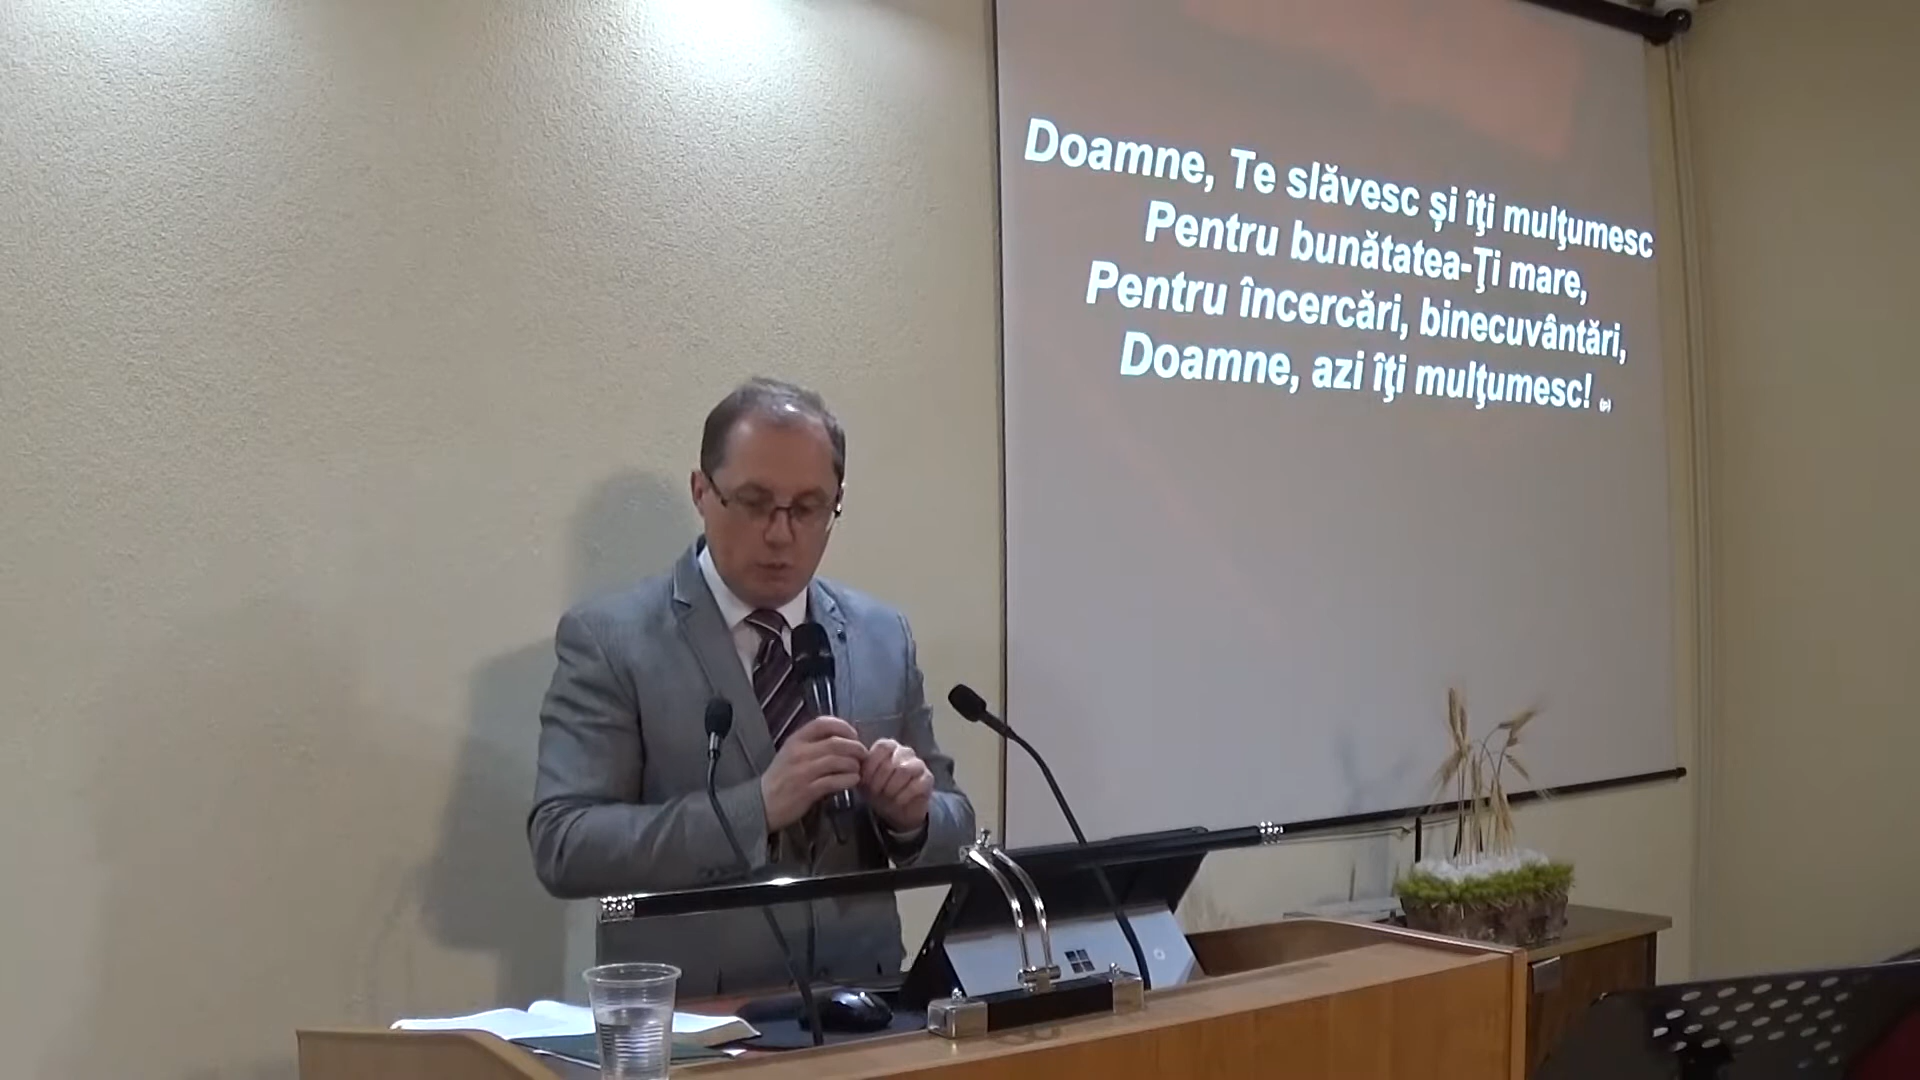 Doamne, Te slăvesc și îţi mulţumesc
Pentru bunătatea-Ţi mare,
Pentru încercări, binecuvântări,
Doamne, azi îţi mulţumesc!